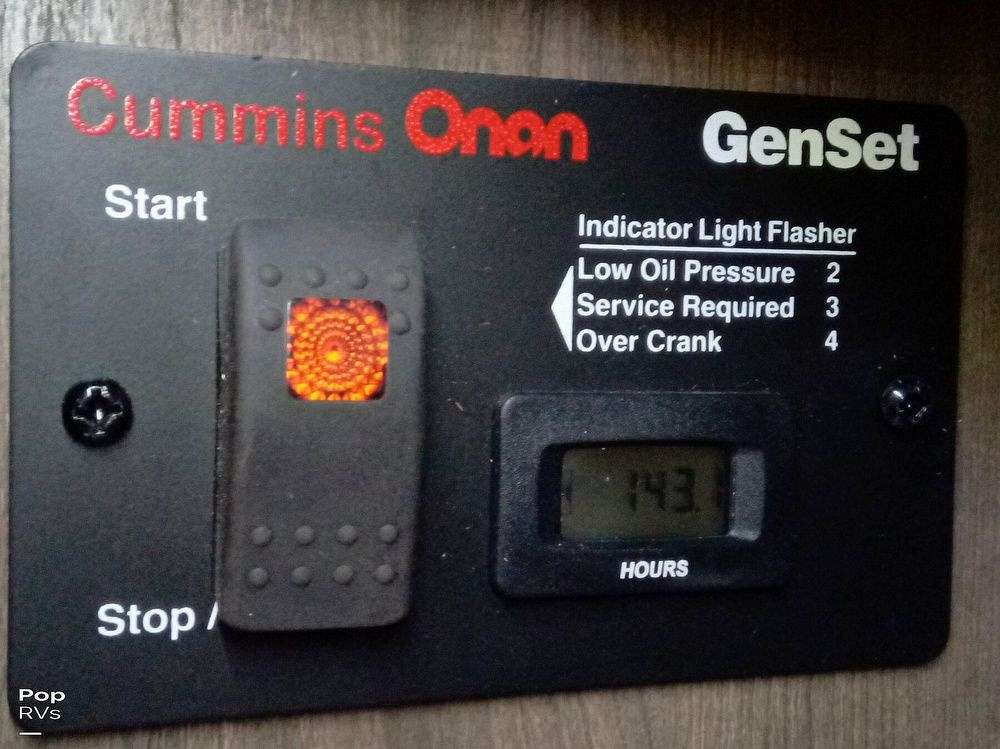 Cummins Onan GenSet
Start
Indicator Light Flasher
Low Oil Pressure 2
Service Required 3
Over Crank 4
143.1
HOURS
Stop /
Pop
RVs